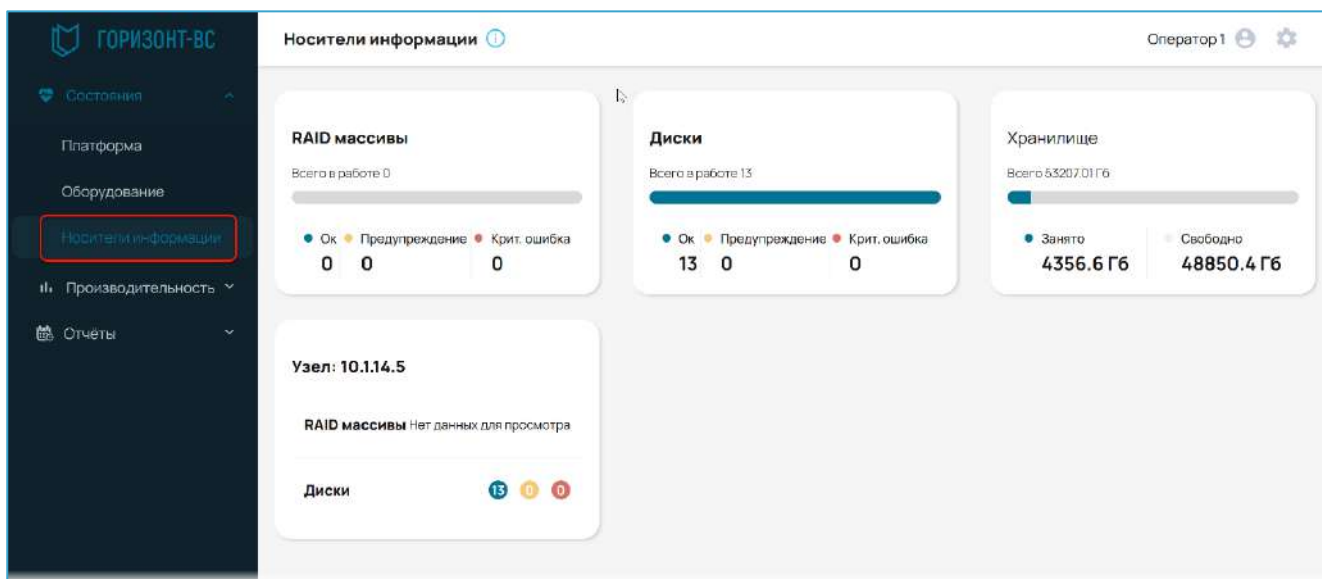 ГОРИЗОНТ-ВС
Состояния
Платформа
Оборудование
Носители информации
Производительность
Отчёты
Носители информации
Оператор 1
RAID массивы
Всего в работе 0
Ок Предупреждение Крит. ошибка
0 0 0
Диски
Всего в работе 13
Ок Предупреждение Крит. ошибка
13 0 0
Хранилище
Всего 53207.01 Гб
Занято Свободно
4356.6 Гб 48850.4 Гб
Узел: 10.1.14.5
RAID массивы Нет данных для просмотра
Диски 13 0 0